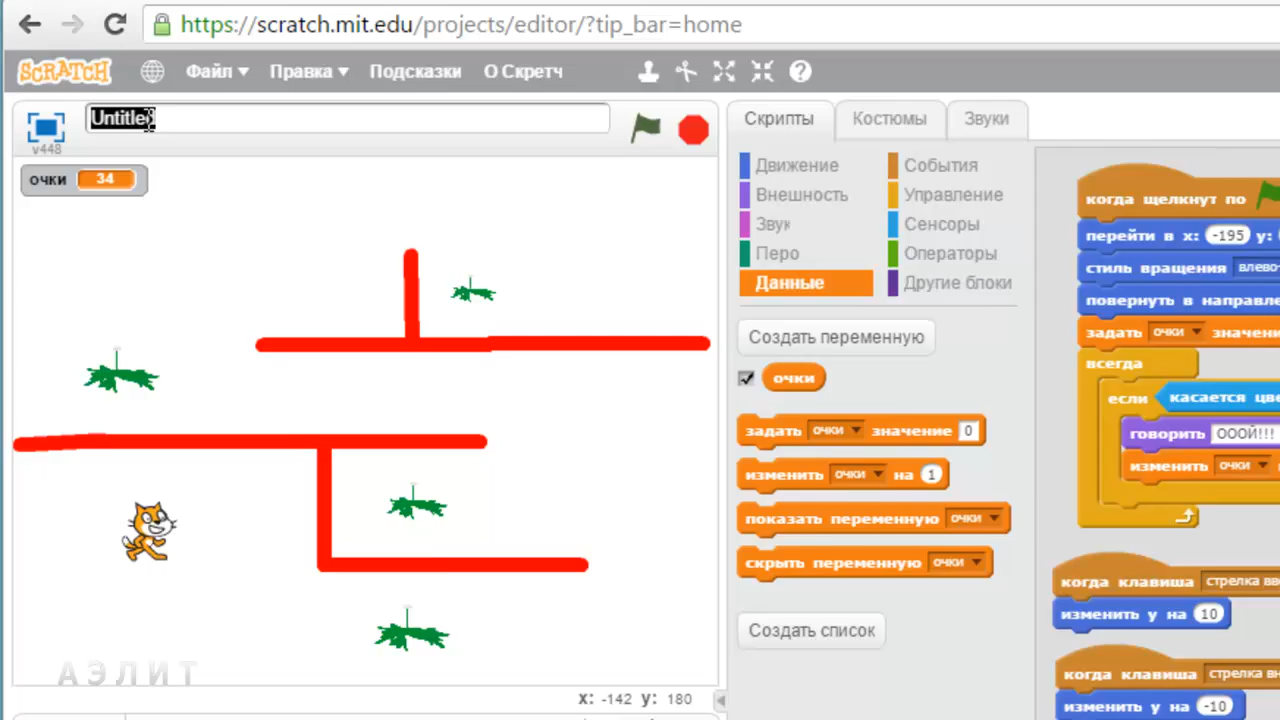 https://scratch.mit.edu/projects/editor/?tip_bar=home
SCRATCH
Файл
Правка
Подсказки
О Скретч
Untitled
v448
очки 34
x: -142 y: 180
АЭЛИТ
Скрипты
Костюмы
Звуки
Движение
События
Внешность
Управление
Звук
Сенсоры
Перо
Операторы
Данные
Другие блоки
Создать переменную
очки
задать очки значение 0
изменить очки на 1
показать переменную очки
скрыть переменную очки
Создать список
когда щелкнут по
перейти в x: -195 y:
стиль вращения влево-
повернуть в направле
задать очки значени
всегда
если касается цве
говорить ОООЙ!!!
изменить очки
когда клавиша стрелка вве
изменить y на 10
когда клавиша стрелка вн
изменить y на -10